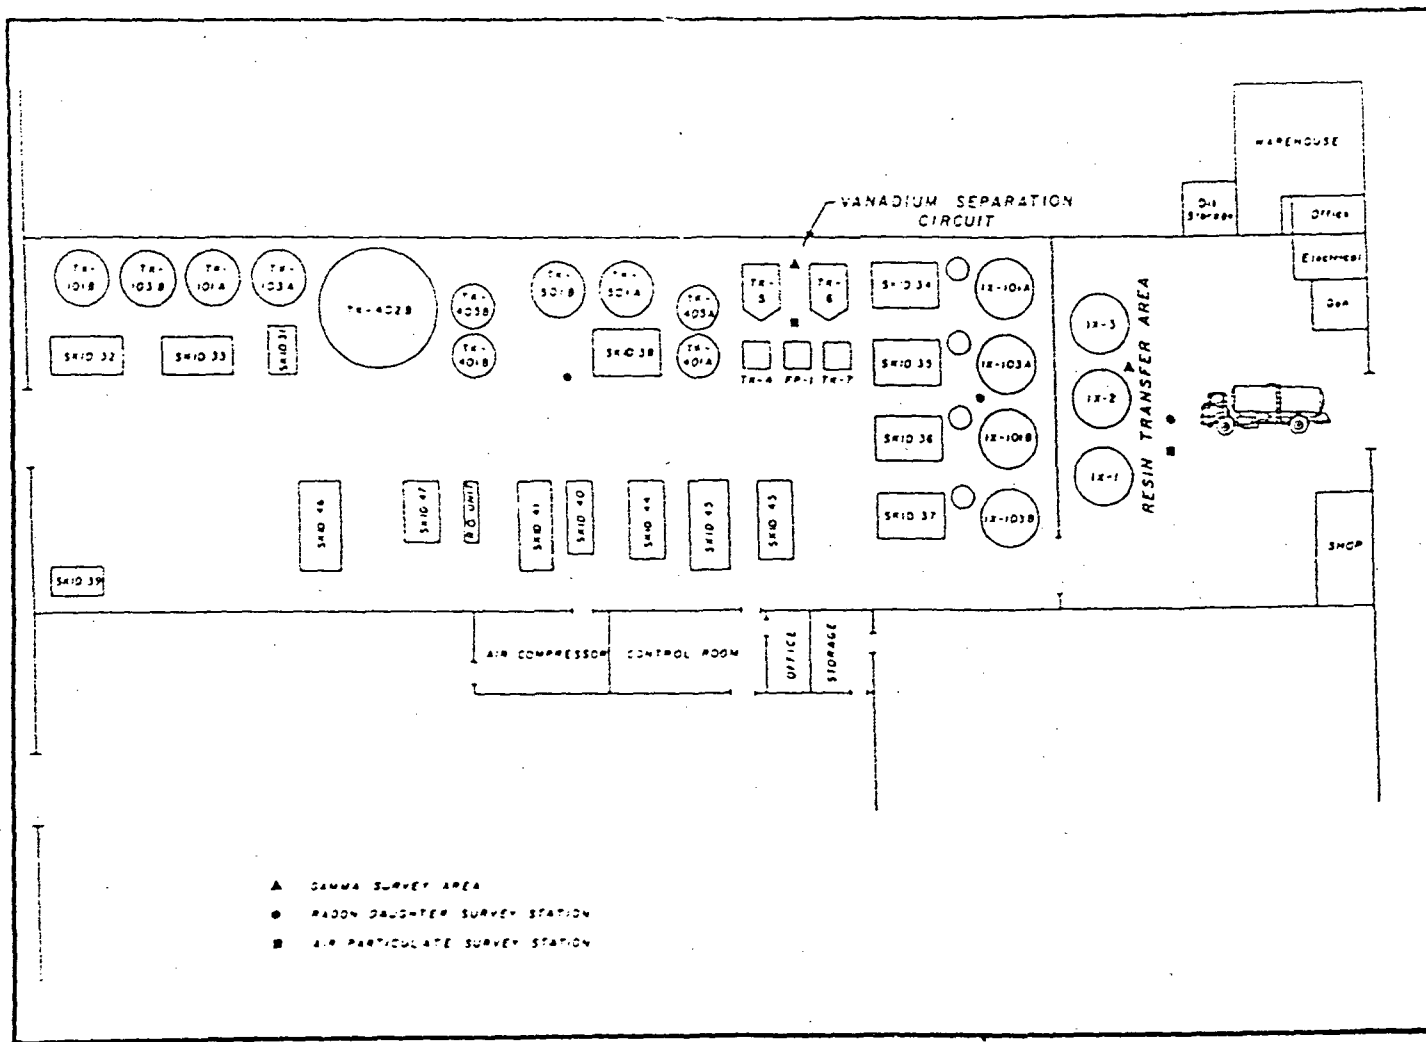 WAREHOUSE
Oil
Storage
Office
VANADIUM SEPARATION
CIRCUIT
Electrical
TK-
101B
TK-
103B
TK-
101A
TK-
103A
TK-402B
TK-
403B
TK-
501B
TK-
501A
TK-
403A
TK-
5
TK-
6
SKID 34
IX-101A
SKID 32
SKID 33
SKID 31
TK-
401B
SKID 38
TK-
401A
TK-4
FP-1
TK-7
SKID 35
IX-103A
IX-3
IX-2
IX-1
RESIN TRANSFER AREA
SKID 36
IX-101B
SKID 37
IX-103B
SKID 46
SKID 47
R.O. UNIT
SKID 41
SKID 40
SKID 44
SKID 43
SKID 45
SHOP
SKID 39
AIR COMPRESSOR
CONTROL ROOM
OFFICE
STORAGE
GAMMA SURVEY AREA
RADON DAUGHTER SURVEY STATION
AIR PARTICULATE SURVEY STATION